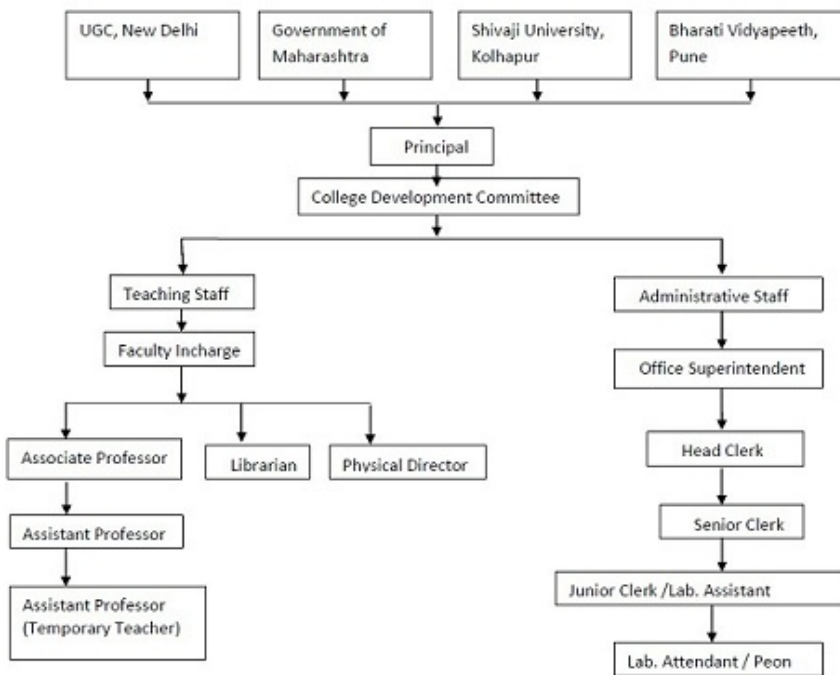 UGC, New Delhi
Government of
Maharashtra
Shivaji University,
Kolhapur
Bharati Vidyapeeth,
Pune
Principal
College Development Committee
Teaching Staff
Administrative Staff
Faculty Incharge
Office Superintendent
Associate Professor
Librarian
Physical Director
Head Clerk
Assistant Professor
Senior Clerk
Assistant Professor
(Temporary Teacher)
Junior Clerk /Lab. Assistant
Lab. Attendant / Peon